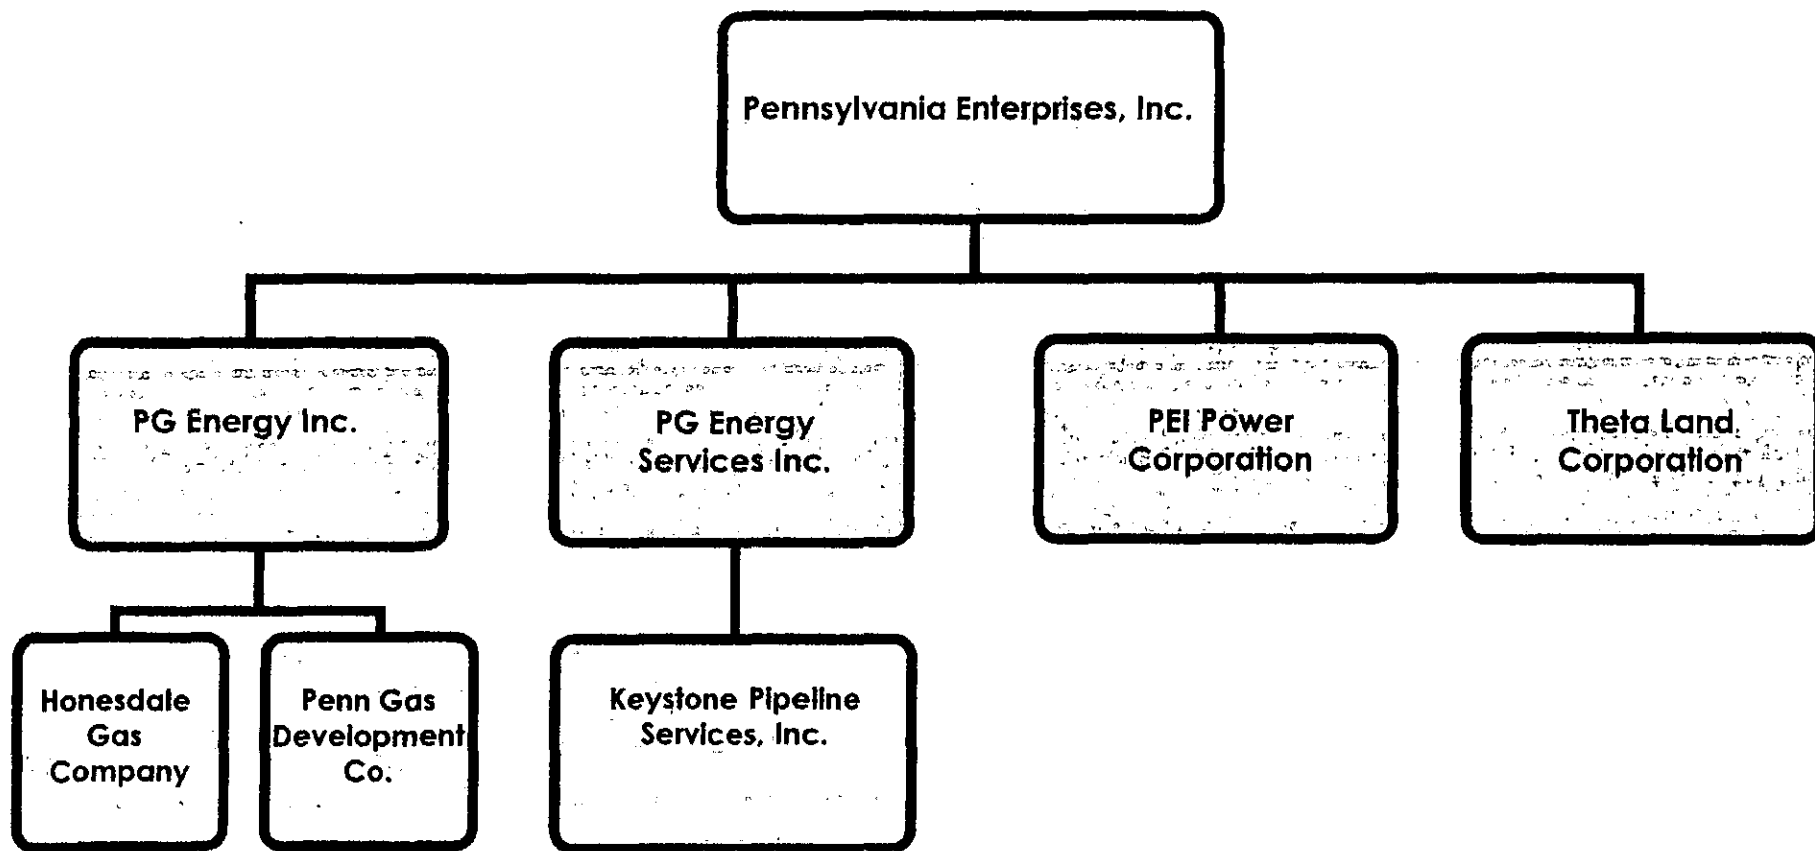 Pennsylvania Enterprises, Inc.
PG Energy Inc.
PG Energy
Services Inc.
PEI Power
Corporation
Theta Land
Corporation
Honesdale
Gas
Company
Penn Gas
Development
Co.
Keystone Pipeline
Services, Inc.